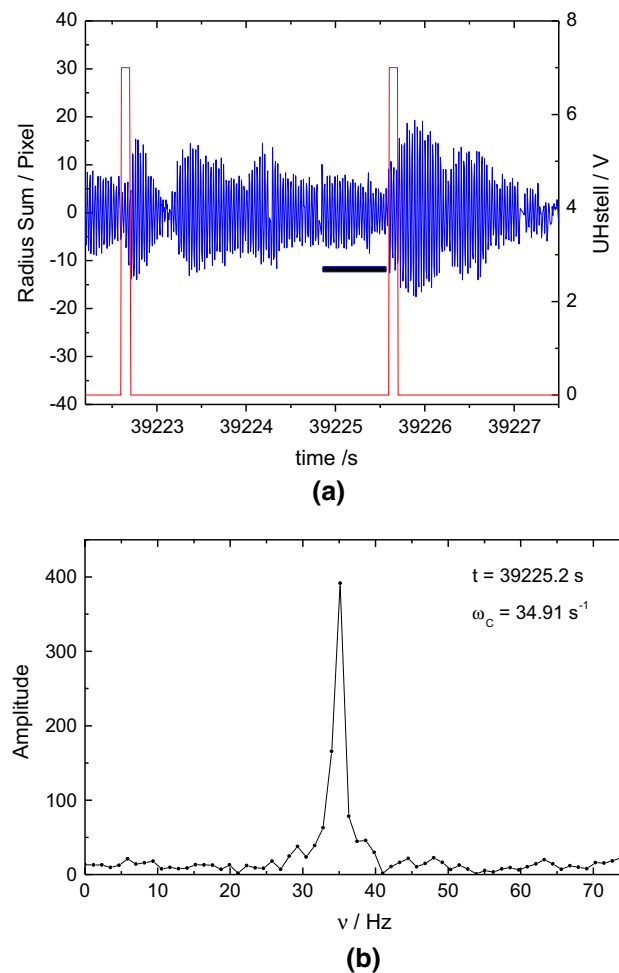 40
30
20
10
0
-10
-20
-30
-40
Radius Sum / Pixel
8
6
4
2
0
UHstell / V
39223 39224 39225 39226 39227
time /s
(a)
t = 39225.2 s
ω_C = 34.91 s⁻¹
400
300
200
100
0
Amplitude
0 10 20 30 40 50 60 70
ν / Hz
(b)